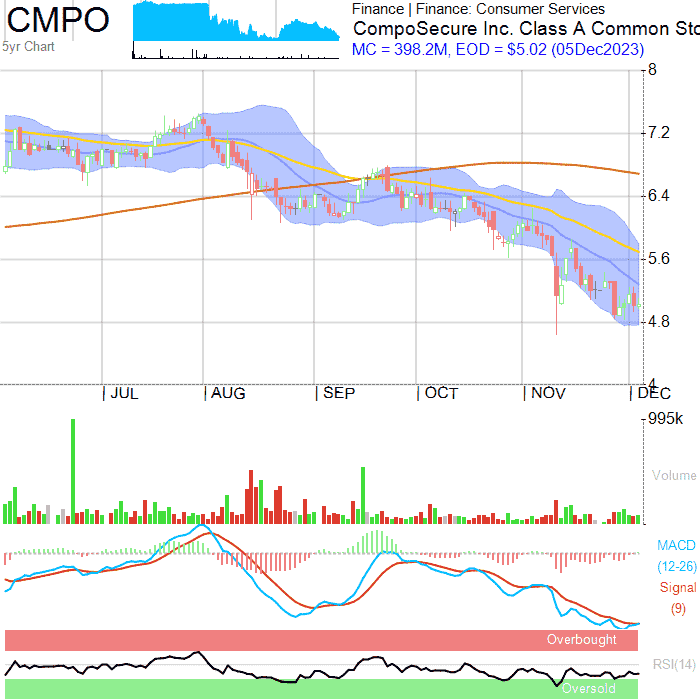 CMPO
5yr Chart
Finance | Finance: Consumer Services
CompoSecure Inc. Class A Common Sto
MC = 398.2M, EOD = $5.02 (05Dec2023)
8
7.2
6.4
5.6
4.8
4
JUL AUG SEP OCT NOV DEC
995k
Volume
MACD
(12-26)
Signal
(9)
Overbought
RSI(14)
Oversold